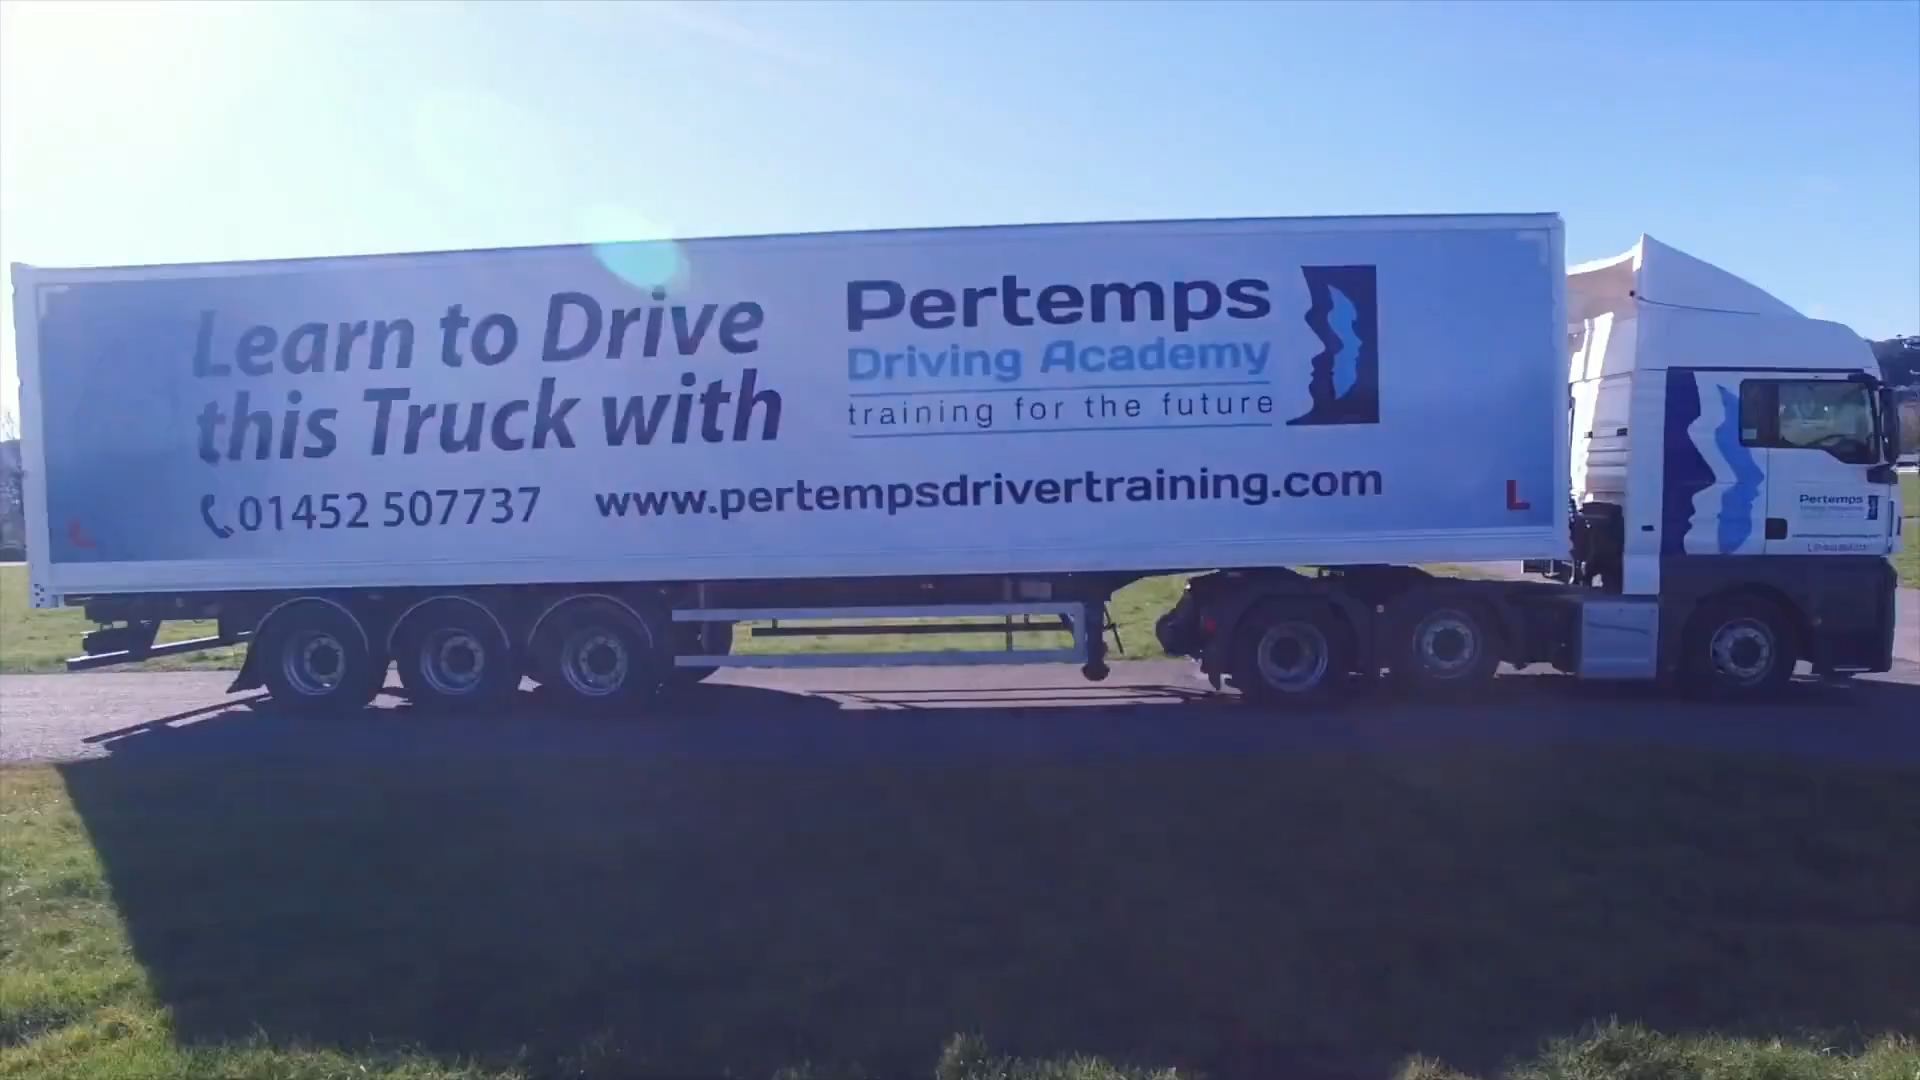 Learn to Drive
this Truck with
01452 507737
Pertemps
Driving Academy
training for the future
www.pertempsdrivertraining.com
L
L
Pertemps